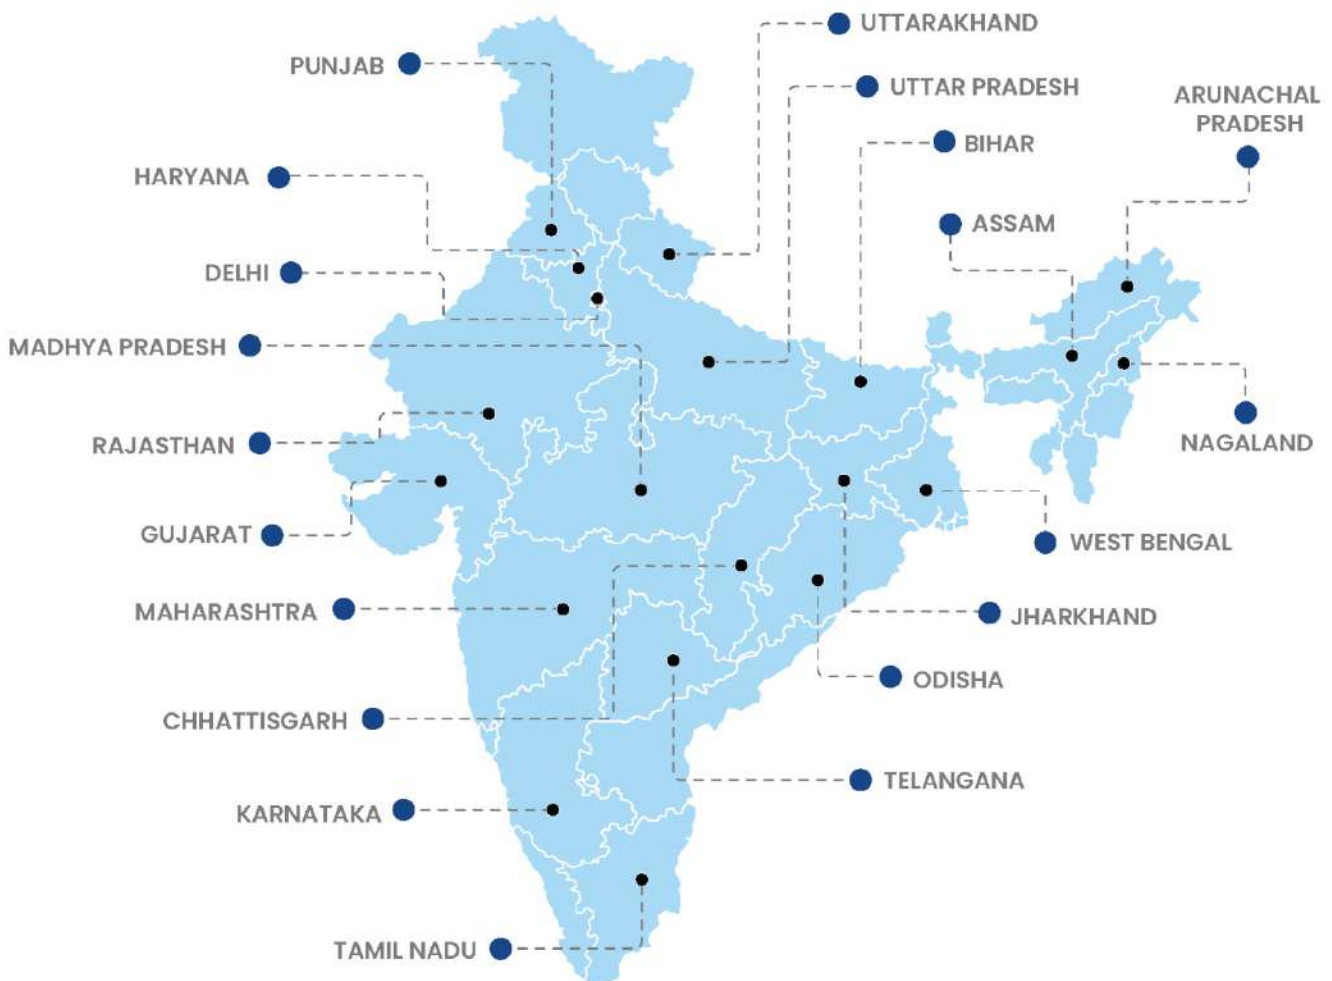 UTTARAKHAND
PUNJAB
UTTAR PRADESH
ARUNACHAL
PRADESH
BIHAR
HARYANA
ASSAM
DELHI
MADHYA PRADESH
RAJASTHAN
NAGALAND
GUJARAT
WEST BENGAL
MAHARASHTRA
JHARKHAND
ODISHA
CHHATTISGARH
TELANGANA
KARNATAKA
TAMIL NADU